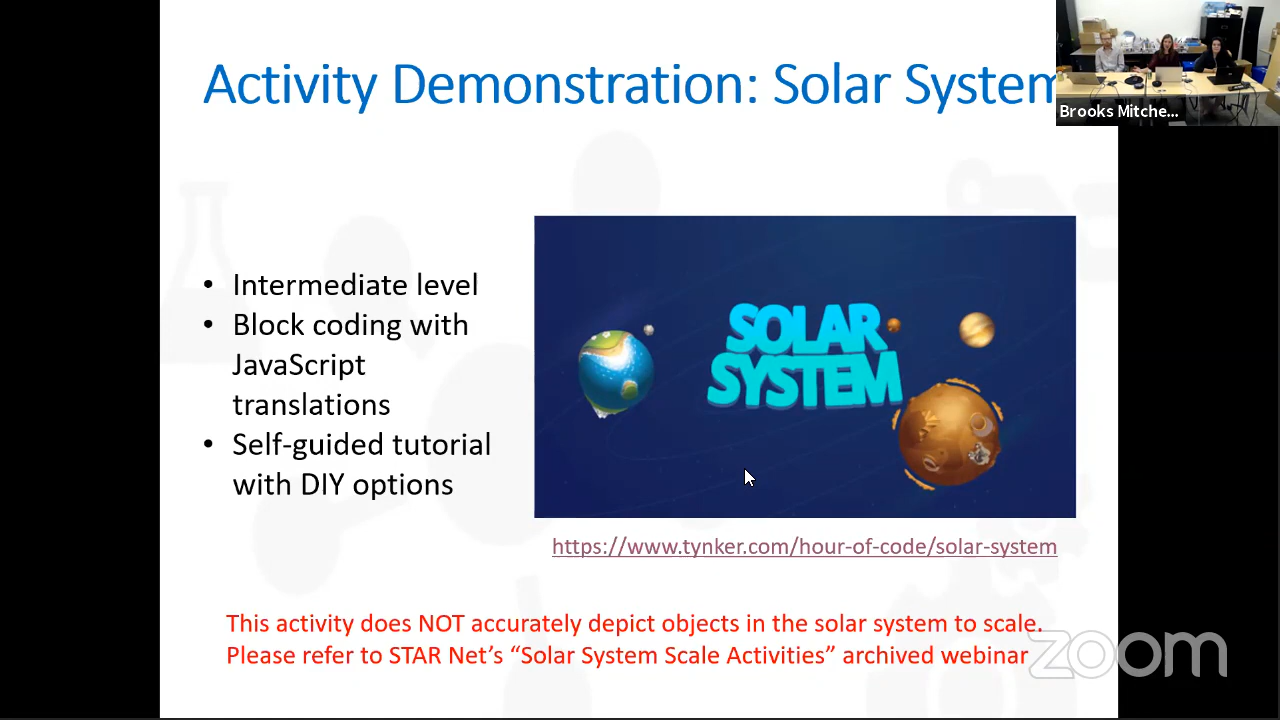 Activity Demonstration: Solar System
Brooks Mitche...
• Intermediate level
• Block coding with
JavaScript
translations
• Self-guided tutorial
with DIY options
SOLAR
SYSTEM
https://www.tynker.com/hour-of-code/solar-system
This activity does NOT accurately depict objects in the solar system to scale.
Please refer to STAR Net’s “Solar System Scale Activities” archived webinar
zoom